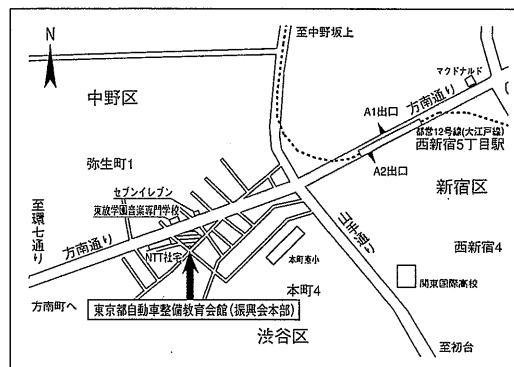 N
至中野坂上
マクドナルド
中野区
方南通り
A1出口
都営12号線(大江戸線)
西新宿5丁目駅
A2出口
弥生町1
新宿区
セブンイレブン
東放学園音楽専門学校
至環七通り
方南通り
山手通り
西新宿4
NTT社宅
本町東小
関東国際高校
方南町へ
本町4
東京都自動車整備教育会館(振興会本部)
渋谷区
至初台